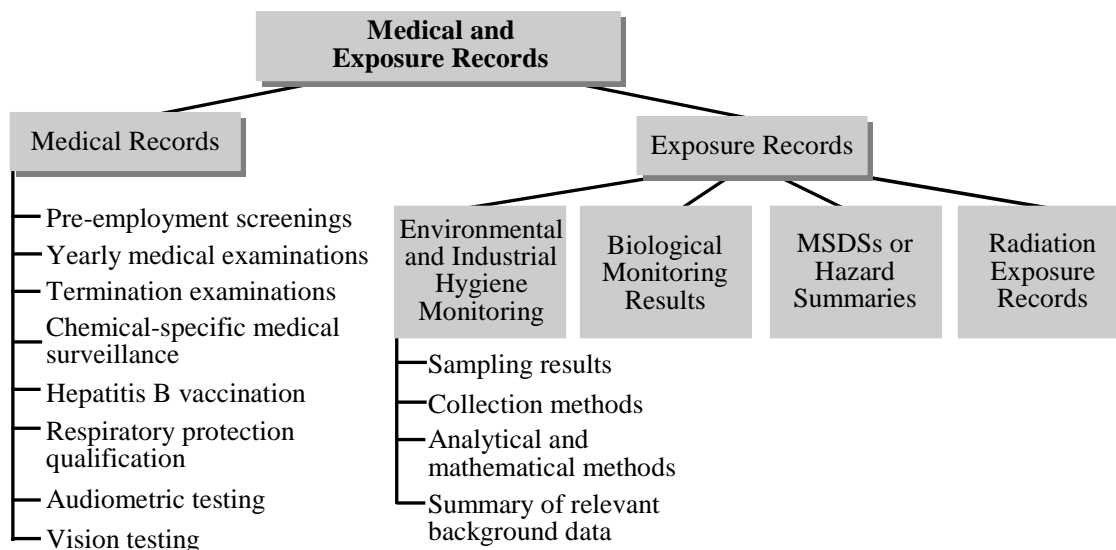 Medical and
Exposure Records
Medical Records
Pre-employment screenings
Yearly medical examinations
Termination examinations
Chemical-specific medical
surveillance
Hepatitis B vaccination
Respiratory protection
qualification
Audiometric testing
Vision testing
Exposure Records
Environmental
and Industrial
Hygiene
Monitoring
Sampling results
Collection methods
Analytical and
mathematical methods
Summary of relevant
background data
Biological
Monitoring
Results
MSDSs or
Hazard
Summaries
Radiation
Exposure
Records